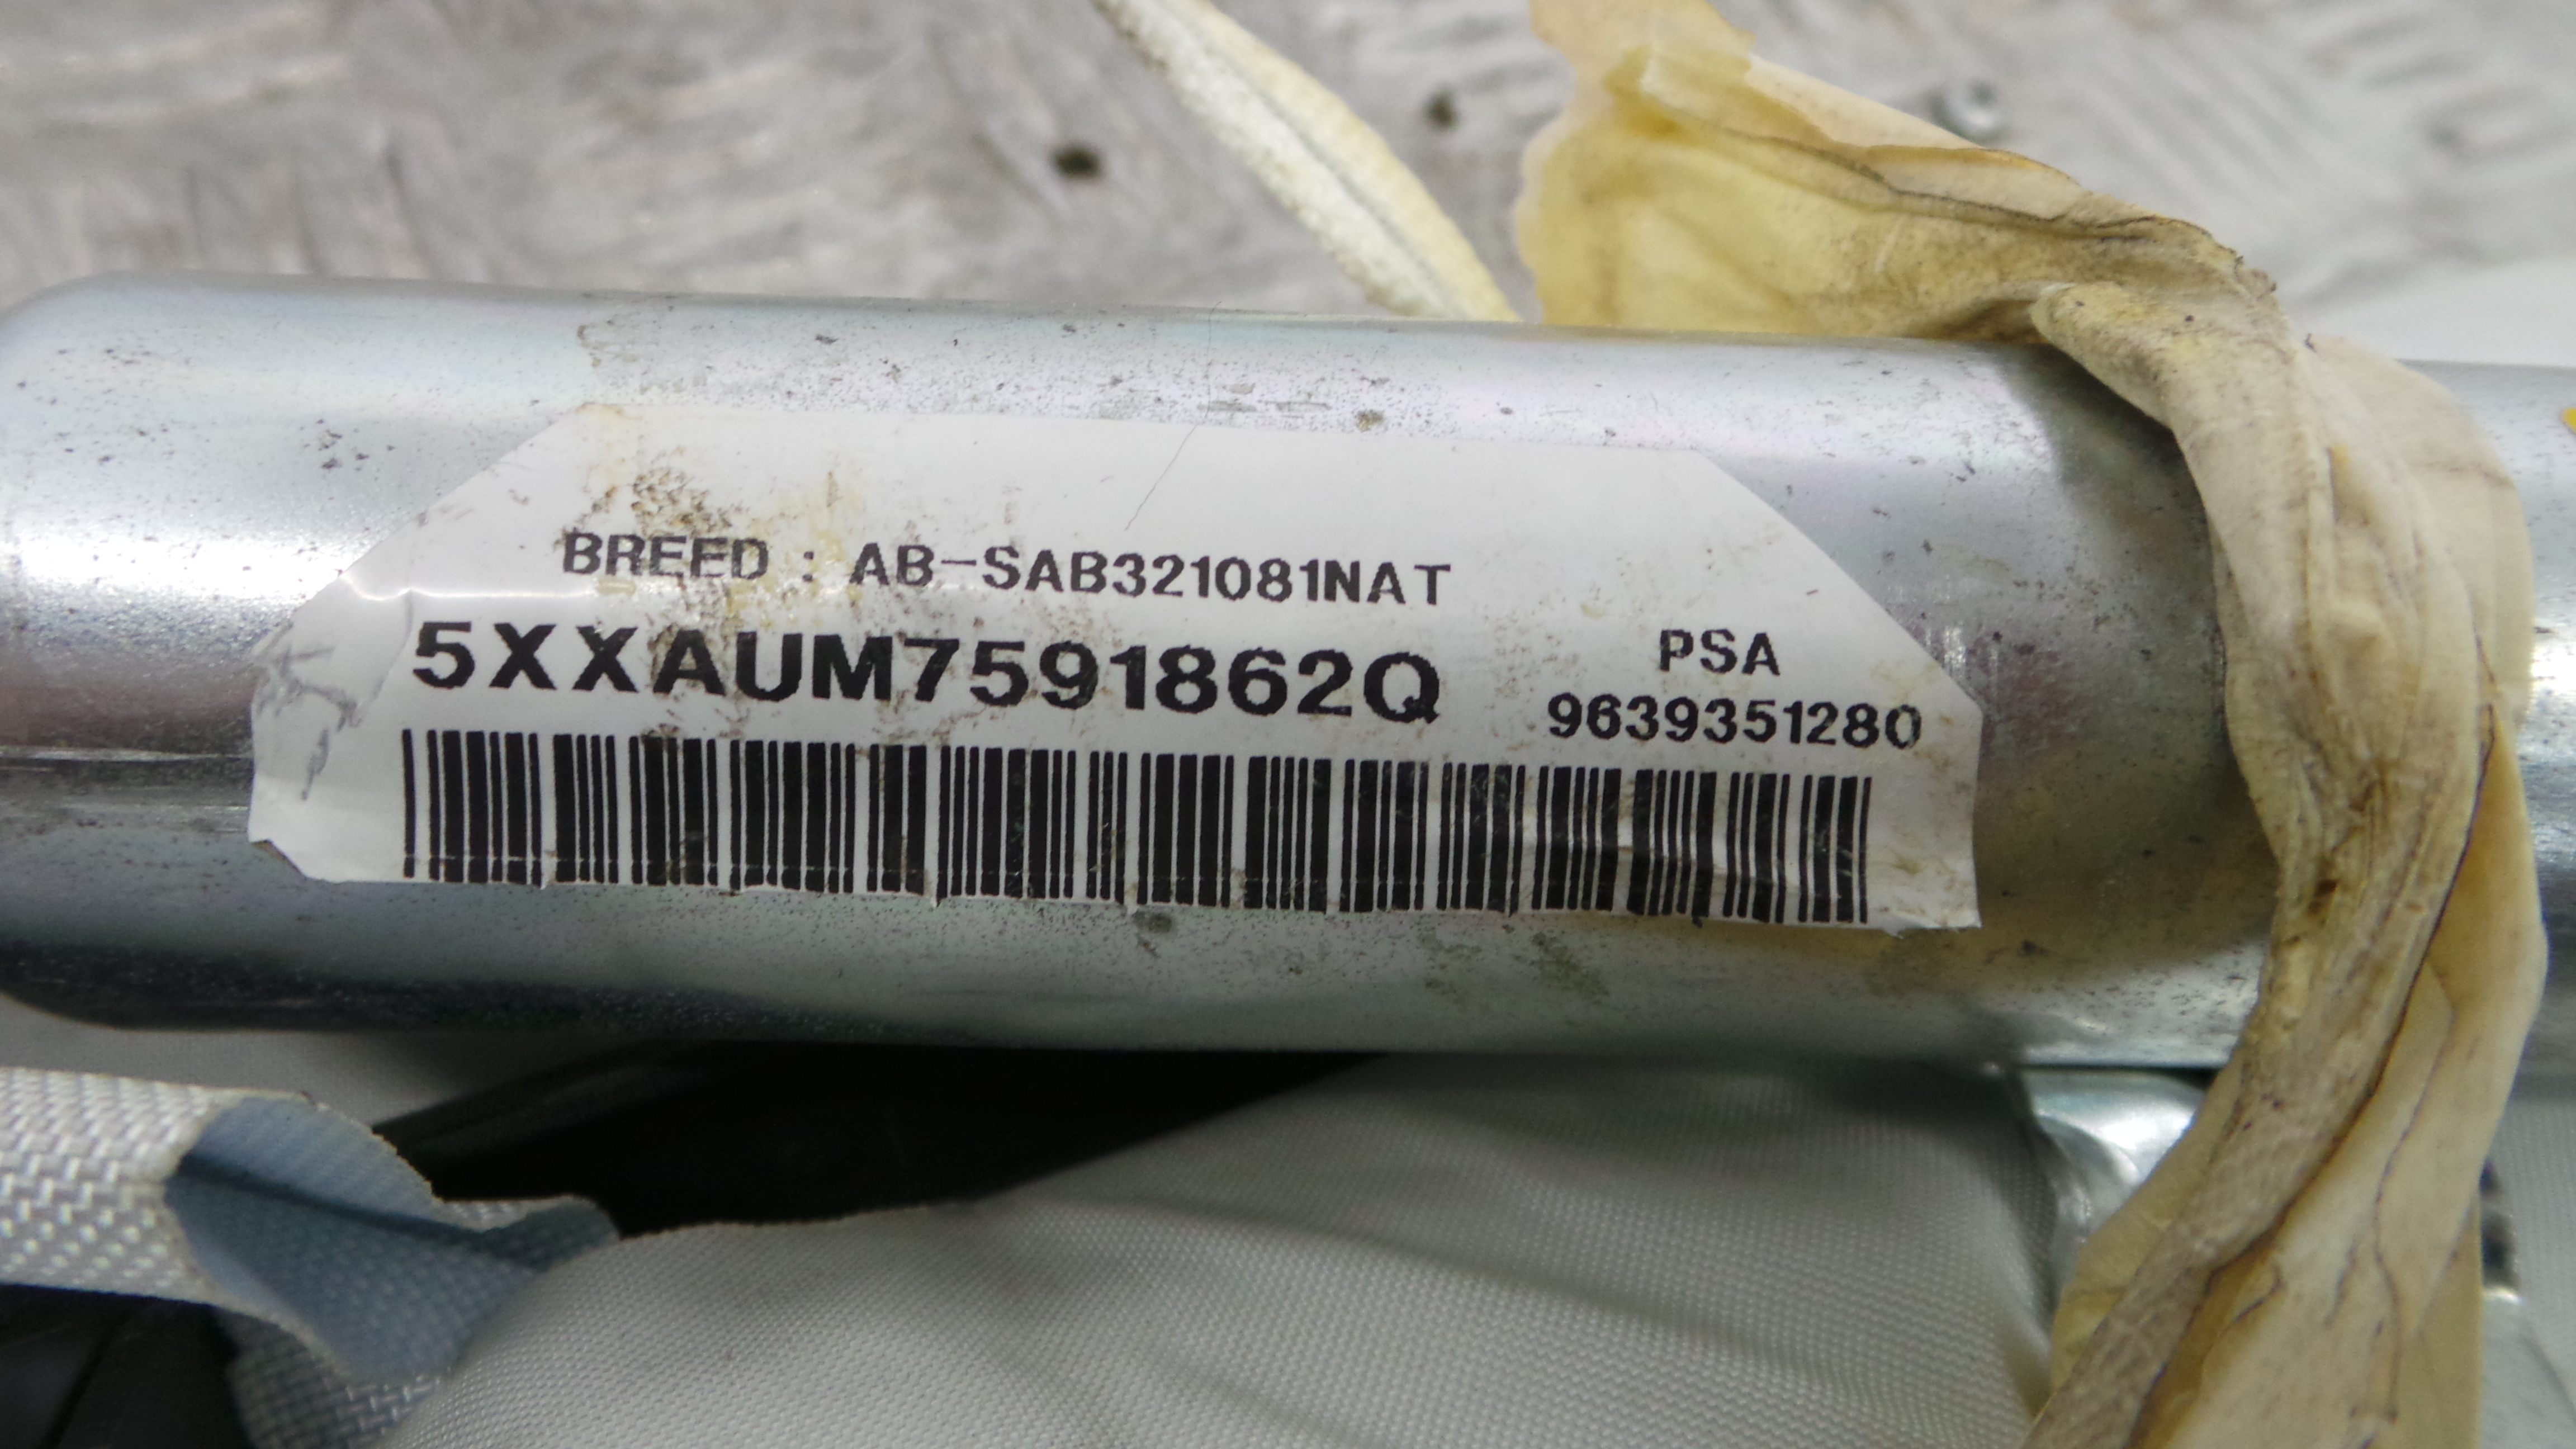 BREED : AB-SAB321081NAT
5XXAUM7591862Q
PSA
9639351280